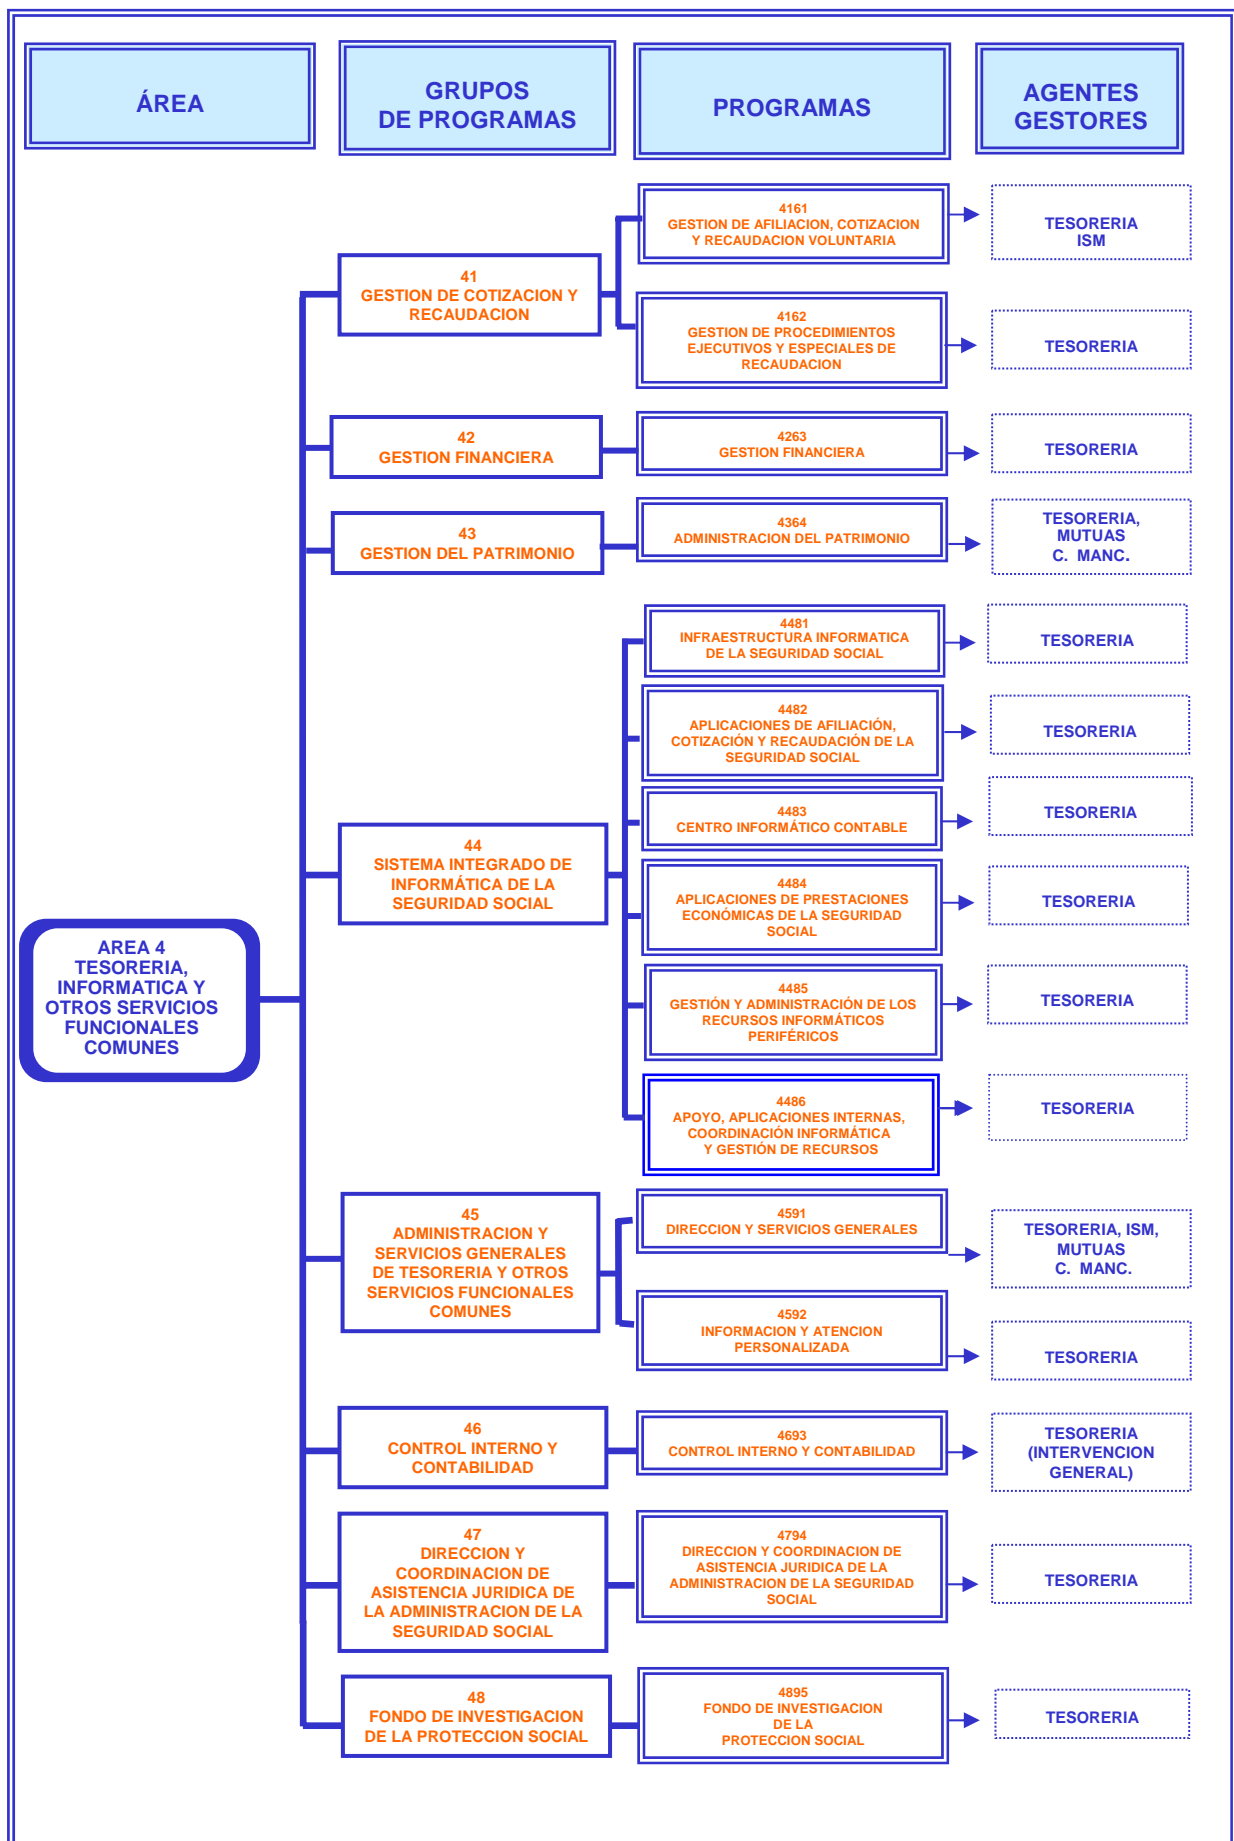 ÁREA
GRUPOS
DE PROGRAMAS
PROGRAMAS
AGENTES
GESTORES
AREA 4
TESORERIA,
INFORMATICA Y
OTROS SERVICIOS
FUNCIONALES
COMUNES
41
GESTION DE COTIZACION Y
RECAUDACION
4161
GESTION DE AFILIACION, COTIZACION
Y RECAUDACION VOLUNTARIA
TESORERIA
ISM
4162
GESTION DE PROCEDIMIENTOS
EJECUTIVOS Y ESPECIALES DE
RECAUDACION
TESORERIA
42
GESTION FINANCIERA
4263
GESTION FINANCIERA
TESORERIA
43
GESTION DEL PATRIMONIO
4364
ADMINISTRACION DEL PATRIMONIO
TESORERIA,
MUTUAS
C. MANC.
44
SISTEMA INTEGRADO DE
INFORMÁTICA DE LA
SEGURIDAD SOCIAL
4481
INFRAESTRUCTURA INFORMATICA
DE LA SEGURIDAD SOCIAL
TESORERIA
4482
APLICACIONES DE AFILIACIÓN,
COTIZACIÓN Y RECAUDACIÓN DE LA
SEGURIDAD SOCIAL
TESORERIA
4483
CENTRO INFORMÁTICO CONTABLE
TESORERIA
4484
APLICACIONES DE PRESTACIONES
ECONÓMICAS DE LA SEGURIDAD
SOCIAL
TESORERIA
4485
GESTIÓN Y ADMINISTRACIÓN DE LOS
RECURSOS INFORMÁTICOS
PERIFÉRICOS
TESORERIA
4486
APOYO, APLICACIONES INTERNAS,
COORDINACIÓN INFORMÁTICA
Y GESTIÓN DE RECURSOS
TESORERIA
45
ADMINISTRACION Y
SERVICIOS GENERALES
DE TESORERIA Y OTROS
SERVICIOS FUNCIONALES
COMUNES
4591
DIRECCION Y SERVICIOS GENERALES
TESORERIA, ISM,
MUTUAS
C. MANC.
4592
INFORMACION Y ATENCION
PERSONALIZADA
TESORERIA
46
CONTROL INTERNO Y
CONTABILIDAD
4693
CONTROL INTERNO Y CONTABILIDAD
TESORERIA
(INTERVENCION
GENERAL)
47
DIRECCION Y
COORDINACION DE
ASISTENCIA JURIDICA DE
LA ADMINISTRACION DE LA
SEGURIDAD SOCIAL
4794
DIRECCION Y COORDINACION DE
ASISTENCIA JURIDICA DE LA
ADMINISTRACION DE LA SEGURIDAD
SOCIAL
TESORERIA
48
FONDO DE INVESTIGACION
DE LA PROTECCION SOCIAL
4895
FONDO DE INVESTIGACION
DE LA
PROTECCION SOCIAL
TESORERIA